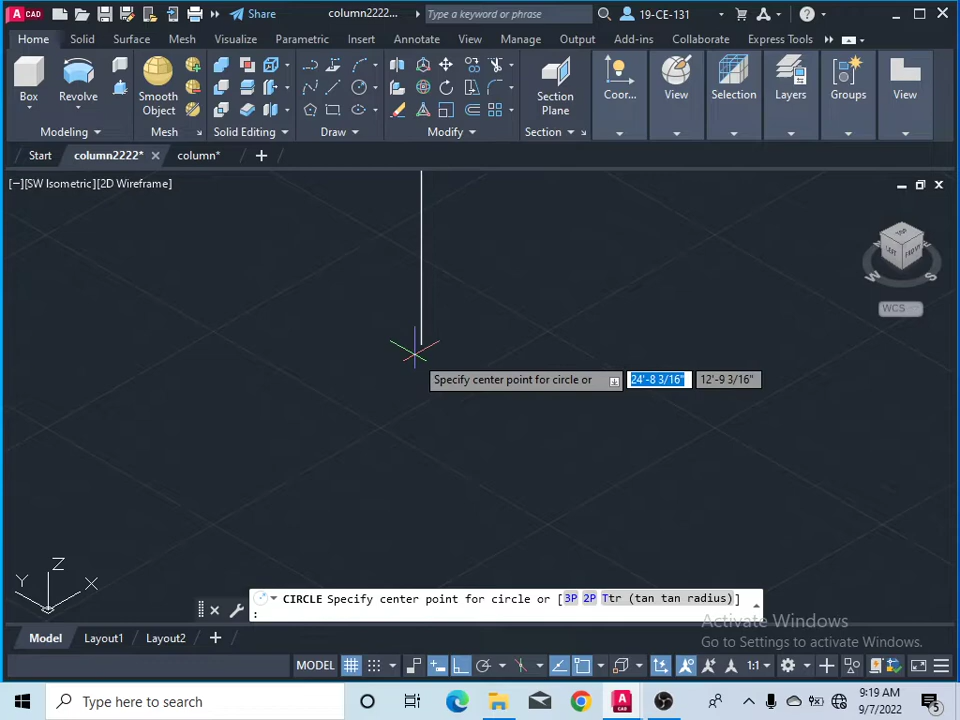 CAD
Share
column2222...
Type a keyword or phrase
19-CE-131
Home
Solid
Surface
Mesh
Visualize
Parametric
Insert
Annotate
View
Manage
Output
Add-ins
Collaborate
Express Tools
Box
Revolve
Smooth
Object
Section
Plane
Coor...
View
Selection
Layers
Groups
View
Modeling
Mesh
Solid Editing
Draw
Modify
Section
Start
column2222*
column*
[−][SW Isometric][2D Wireframe]
TOP
LEFT
FRONT
W
S
WCS
Specify center point for circle or
24'-8 3/16"
12'-9 3/16"
Z
Y
X
CIRCLE Specify center point for circle or [3P 2P Ttr (tan tan radius)]
:
Activate Windows
Go to Settings to activate Windows.
Model
Layout1
Layout2
MODEL
1:1
Type here to search
9:19 AM
9/7/2022
5